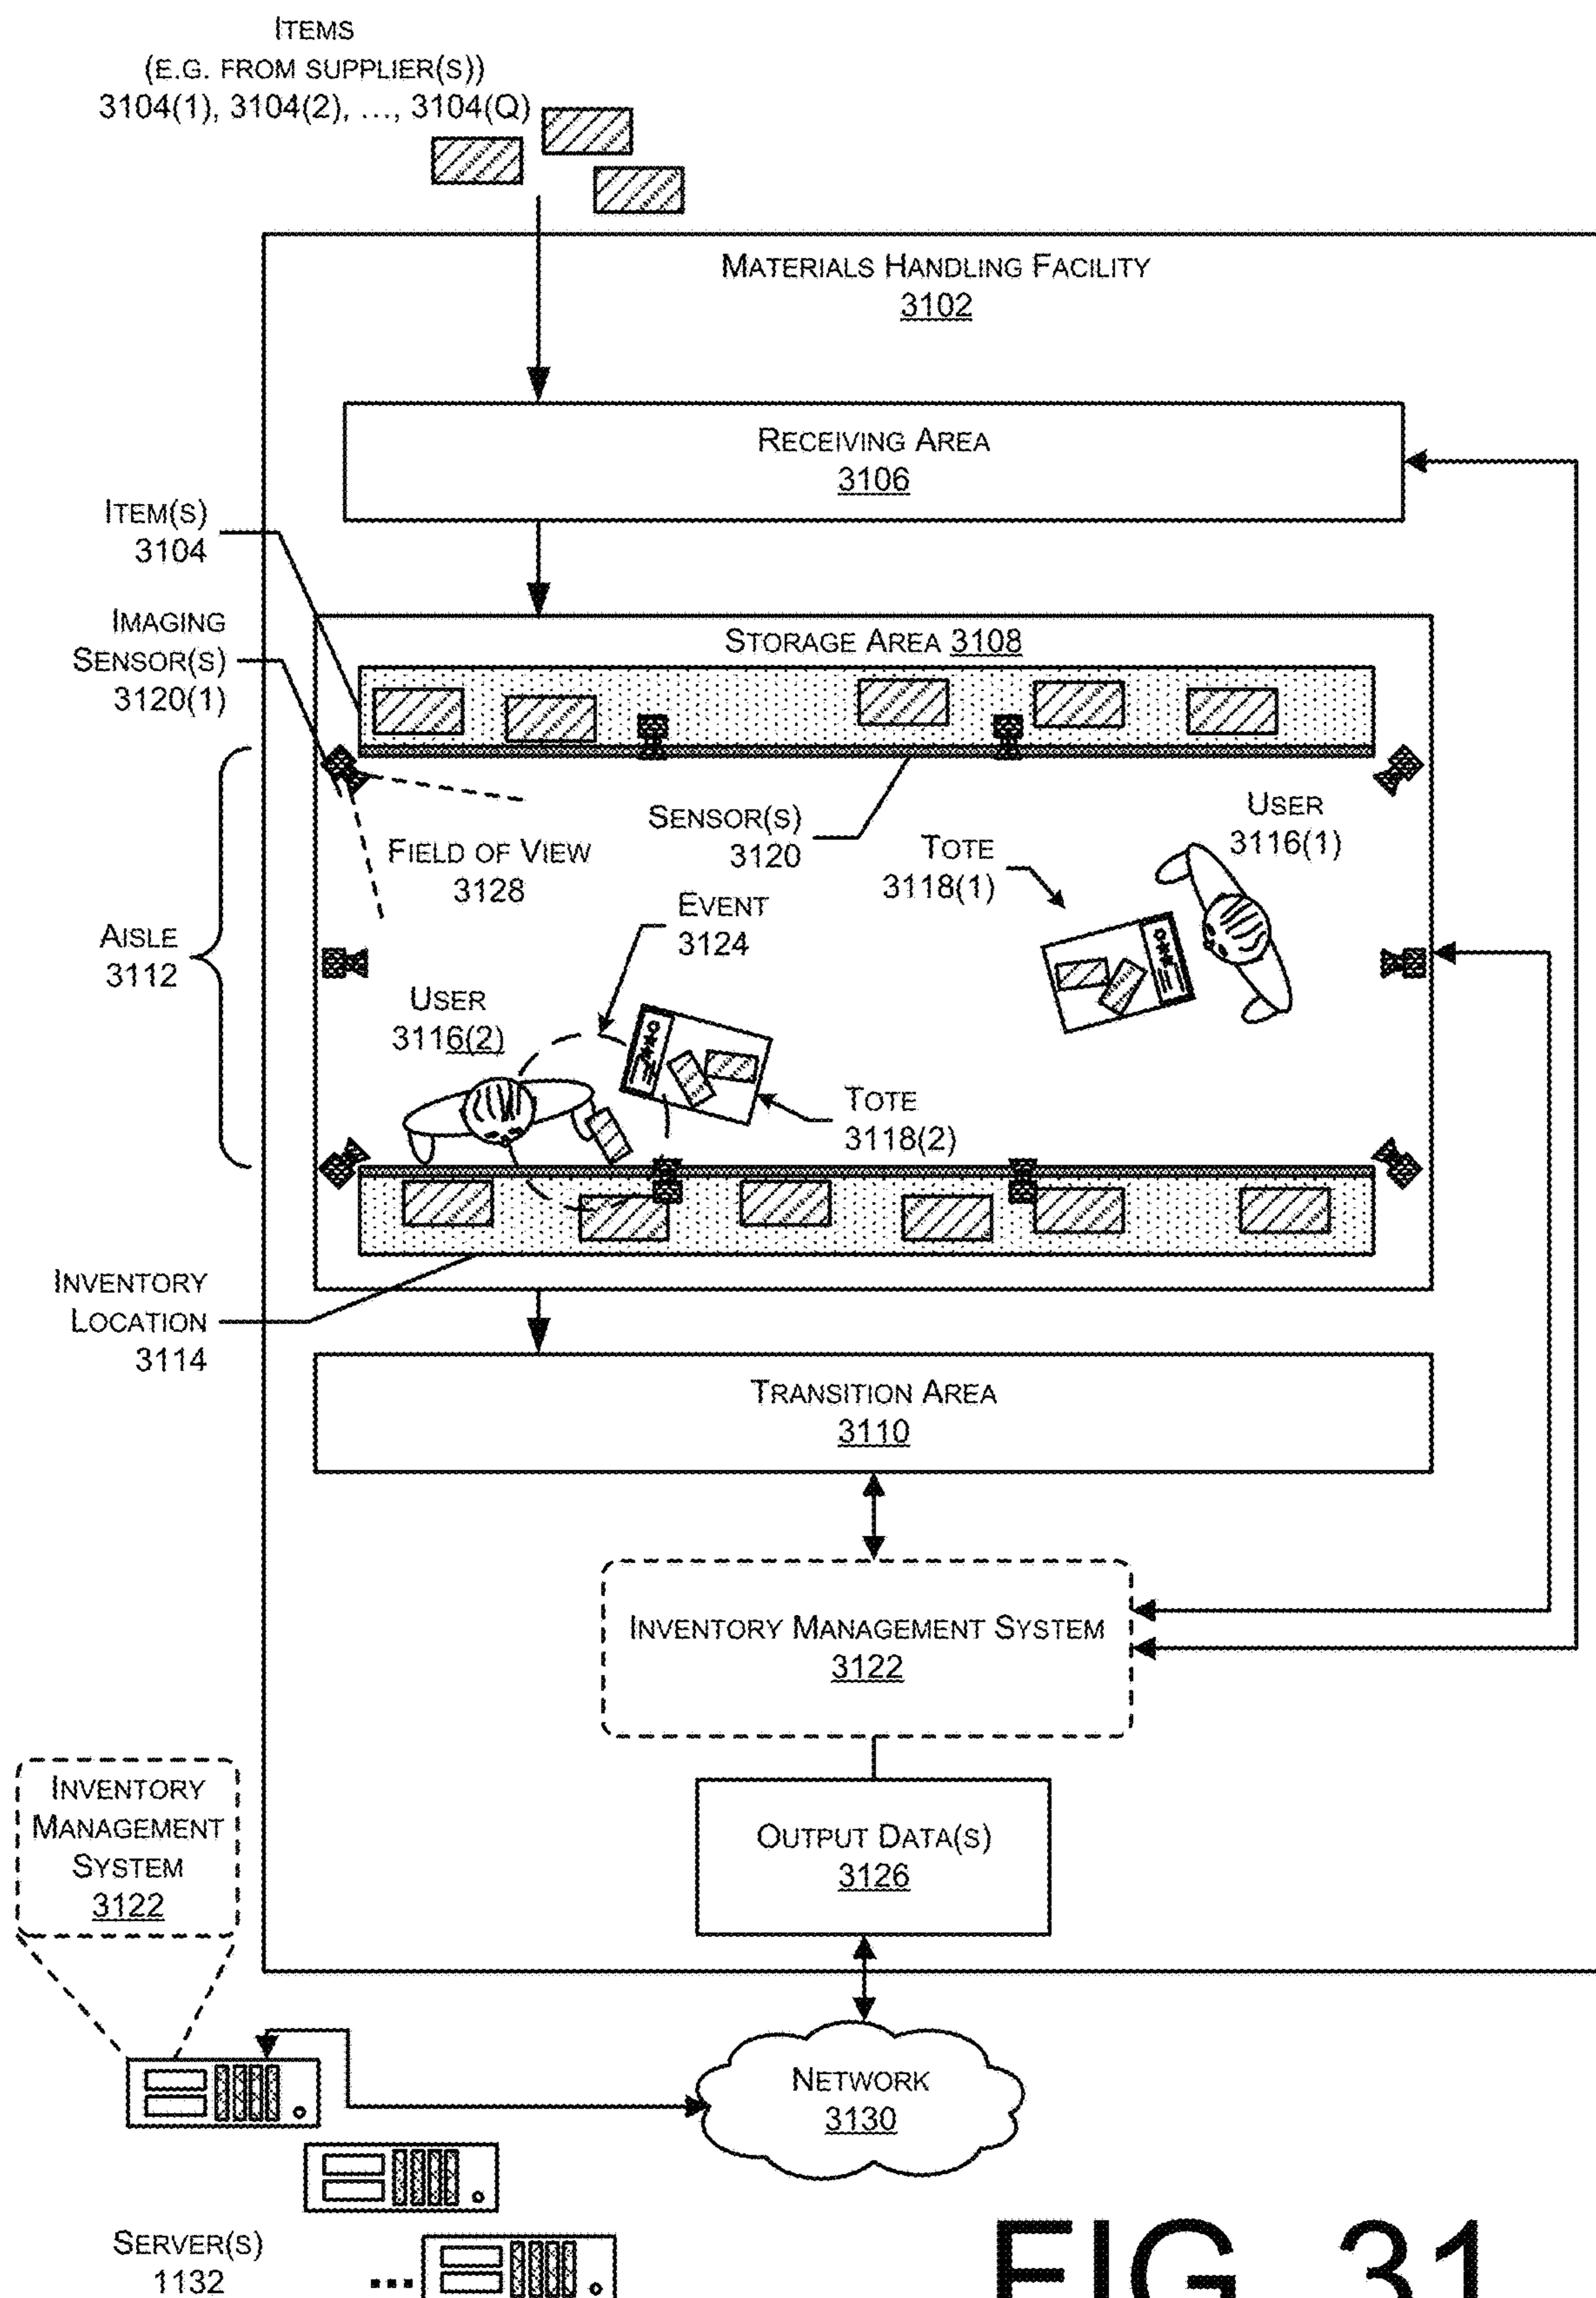 ITEMS
(E.G. FROM SUPPLIER(S))
3104(1), 3104(2), ..., 3104(Q)
MATERIALS HANDLING FACILITY
3102
RECEIVING AREA
3106
ITEM(S)
3104
IMAGING
SENSOR(S)
3120(1)
STORAGE AREA 3108
SENSOR(S)
3120
USER
3116(1)
TOTE
3118(1)
FIELD OF VIEW
3128
EVENT
3124
AISLE
3112
USER
3116(2)
TOTE
3118(2)
INVENTORY
LOCATION
3114
TRANSITION AREA
3110
INVENTORY MANAGEMENT SYSTEM
3122
INVENTORY
MANAGEMENT
SYSTEM
3122
OUTPUT DATA(S)
3126
NETWORK
3130
SERVER(S)
1132
...
FIG. 31